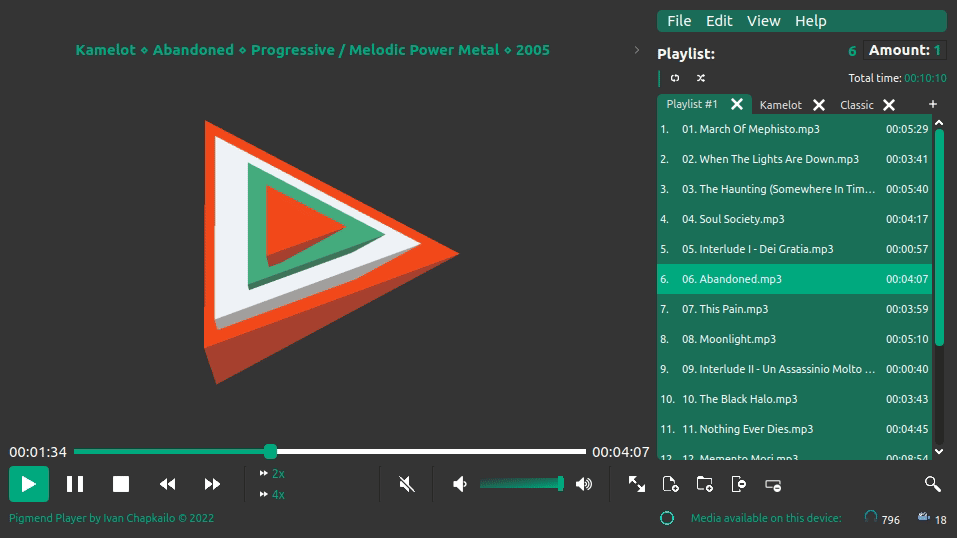 File Edit View Help
Kamelot ⋄ Abandoned ⋄ Progressive / Melodic Power Metal ⋄ 2005
Playlist: 6 Amount: 1
Total time: 00:10:10
Playlist #1 Kamelot Classic +
1. 01. March Of Mephisto.mp3 00:05:29
2. 02. When The Lights Are Down.mp3 00:03:41
3. 03. The Haunting (Somewhere In Tim... 00:05:40
4. 04. Soul Society.mp3 00:04:17
5. 05. Interlude I - Dei Gratia.mp3 00:00:57
6. 06. Abandoned.mp3 00:04:07
7. 07. This Pain.mp3 00:03:59
8. 08. Moonlight.mp3 00:05:10
9. 09. Interlude II - Un Assassinio Molto ... 00:00:40
10. 10. The Black Halo.mp3 00:03:43
11. 11. Nothing Ever Dies.mp3 00:04:45
12. 12. Memento Mori.mp3 00:08:54
00:01:34 00:04:07
2x
4x
Pigmend Player by Ivan Chapkailo © 2022
Media available on this device: 796 18